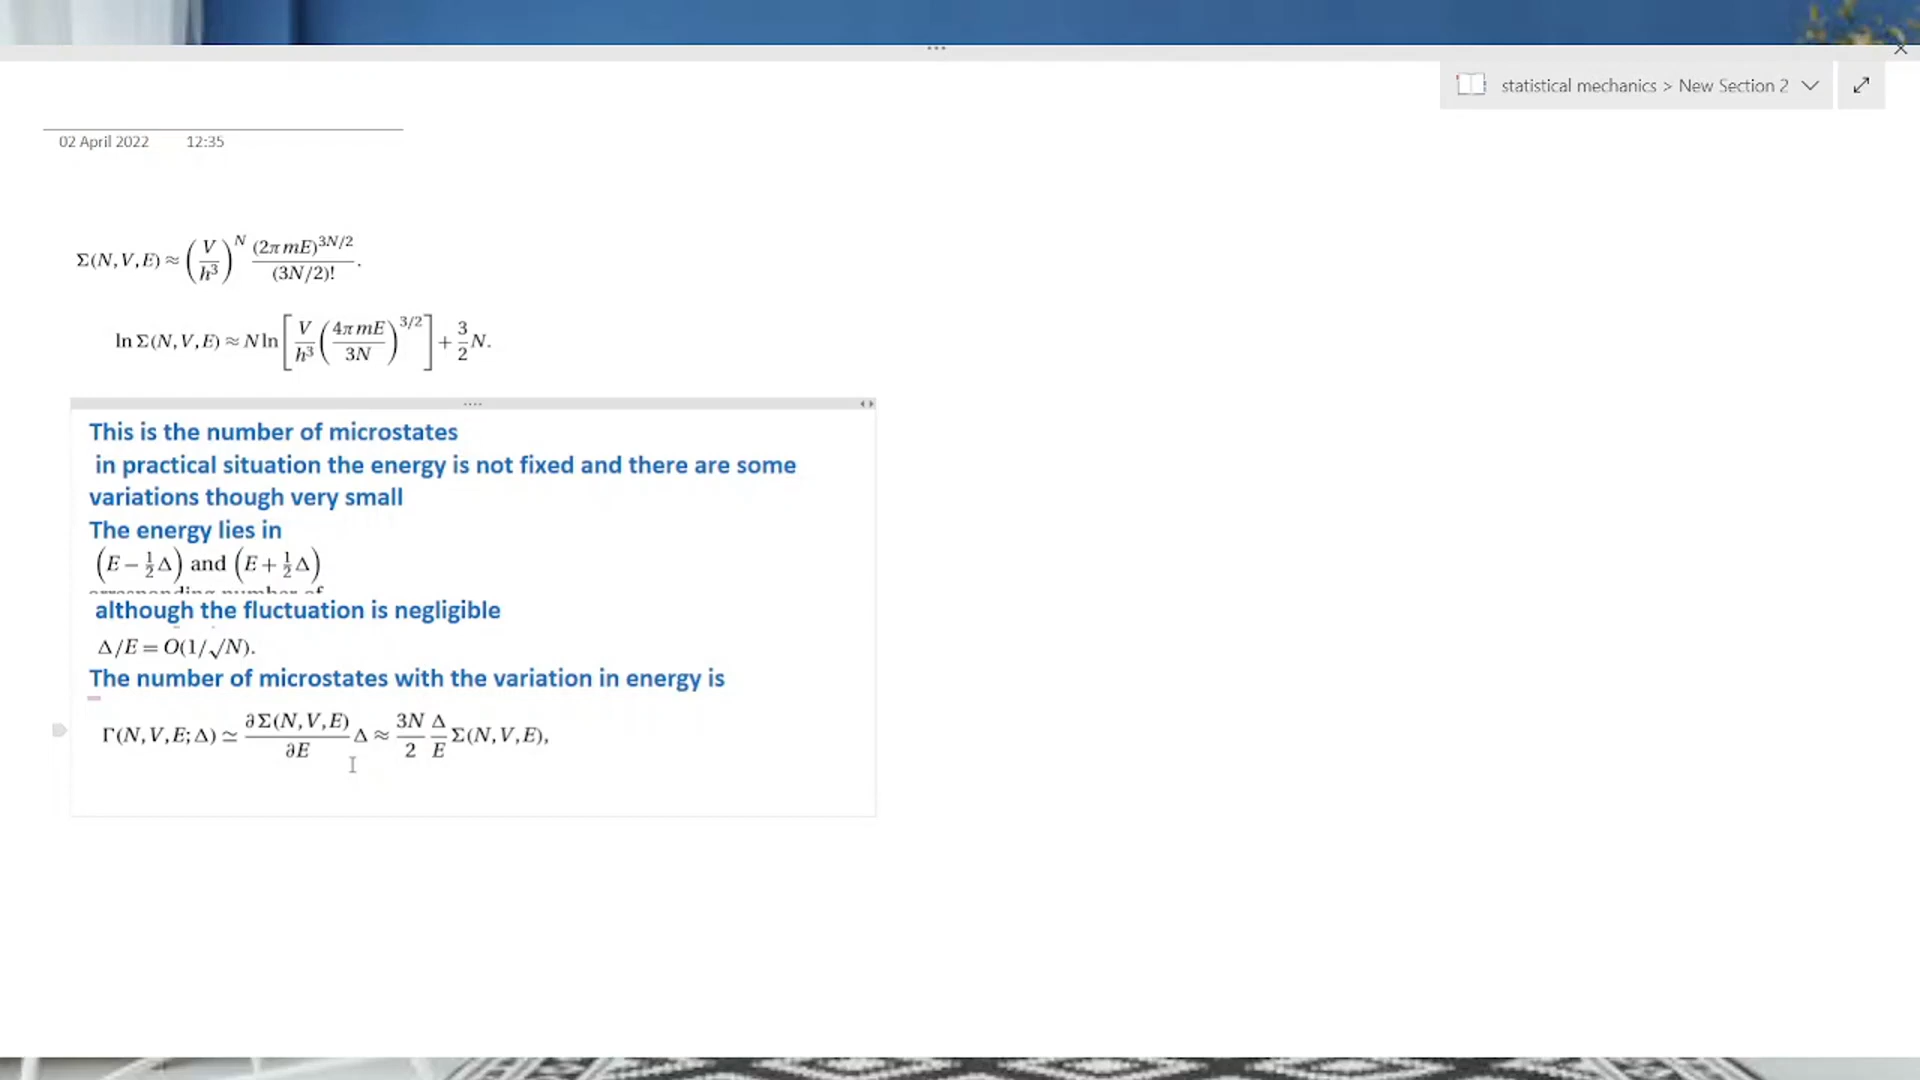 statistical mechanics > New Section 2
02 April 2022 12:35
Σ(N,V,E) ≈ (V/h³)^N (2πmE)^{3N/2}/(3N/2)!.
ln Σ(N,V,E) ≈ N ln[V/h³ (4πmE/3N)^{3/2}] + 3/2 N.
This is the number of microstates
in practical situation the energy is not fixed and there are some
variations though very small
The energy lies in
(E − ½Δ) and (E + ½Δ)
although the fluctuation is negligible
Δ/E = O(1/√N).
The number of microstates with the variation in energy is
Γ(N,V,E;Δ) ≃ ∂Σ(N,V,E)/∂E Δ ≈ 3N/2 Δ/E Σ(N,V,E),